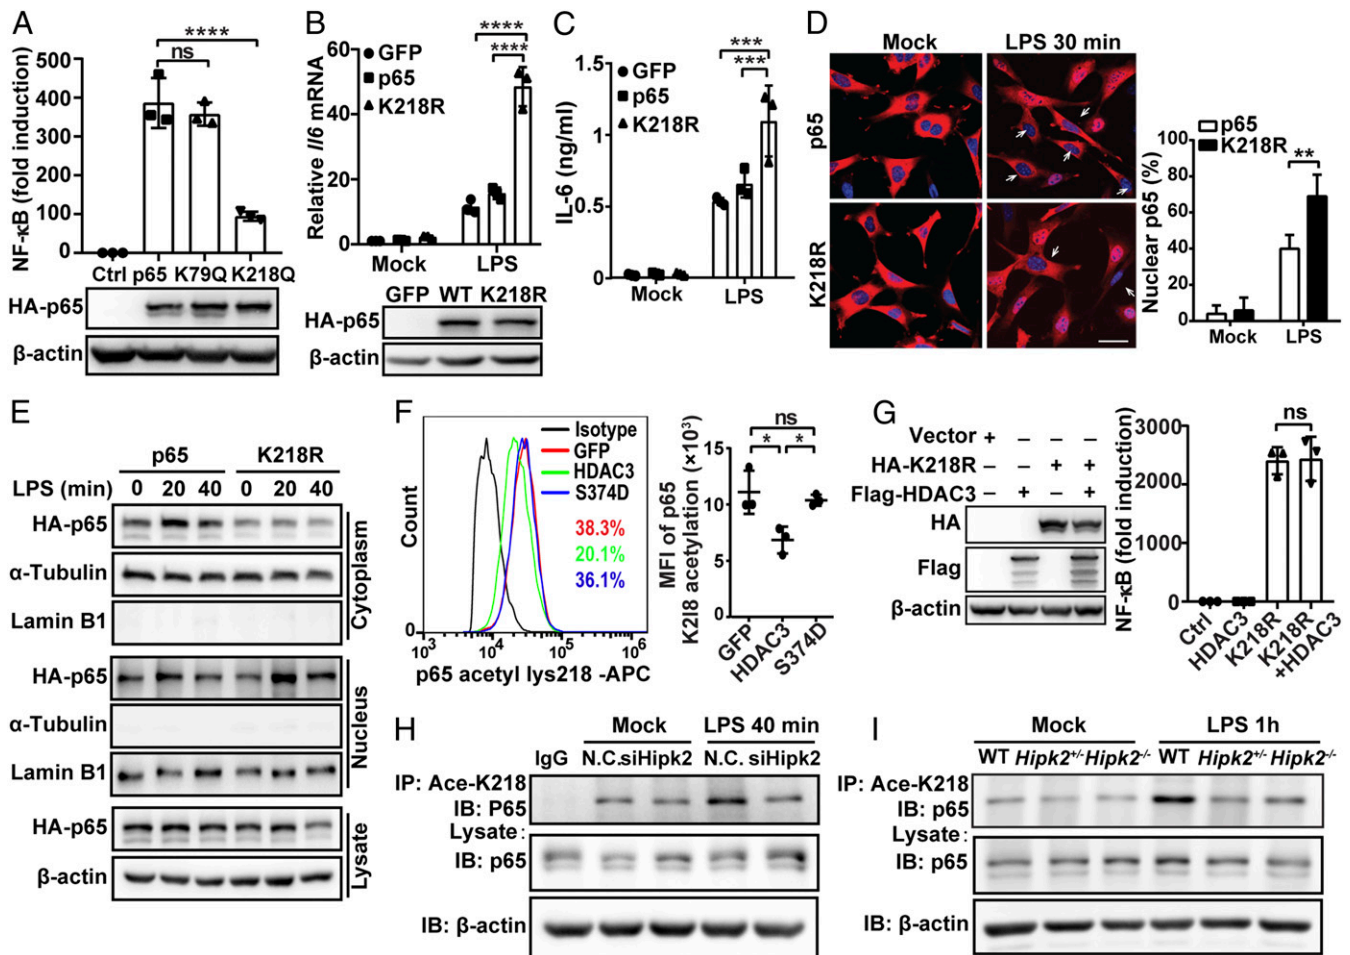 A
****
ns
NF-κB (fold induction)
500
400
300
200
100
0
Ctrl p65 K79Q K218Q
HA-p65
β-actin
B
GFP
p65
K218R
****
****
Relative Il6 mRNA
60
40
20
0
Mock LPS
GFP WT K218R
HA-p65
β-actin
C
GFP
p65
K218R
***
***
IL-6 (ng/ml)
1.5
1
0.5
0
Mock LPS
D
Mock LPS 30 min
p65
K218R
p65
K218R
**
Nuclear p65 (%)
100
80
60
40
20
0
Mock LPS
E
p65 K218R
LPS (min) 0 20 40 0 20 40
HA-p65
α-Tubulin
Lamin B1
Cytoplasm
HA-p65
α-Tubulin
Lamin B1
Nucleus
HA-p65
β-actin
Lysate
F
Isotype
GFP
HDAC3
S374D
38.3%
20.1%
36.1%
Count
0
10³ 10⁴ 10⁵ 10⁶
p65 acetyl lys218 -APC
ns
* *
MFI of p65
K2I8 acetylation (×10³)
15
10
5
0
GFP
HDAC3
S374D
G
Vector + – – –
HA-K218R – – + +
Flag-HDAC3 – + – +
HA
Flag
β-actin
ns
NF-κB (fold induction)
3000
2000
1000
0
Ctrl
HDAC3
K218R
K218R
+HDAC3
H
Mock LPS 40 min
IgG N.C. siHipk2 N.C. siHipk2
IP: Ace-K218
IB: P65
Lysate:
IB: p65
IB: β-actin
I
Mock LPS 1h
WT Hipk2+/- Hipk2-/- WT Hipk2+/- Hipk2-/-
IP: Ace-K218
IB: p65
Lysate:
IB: p65
IB: β-actin